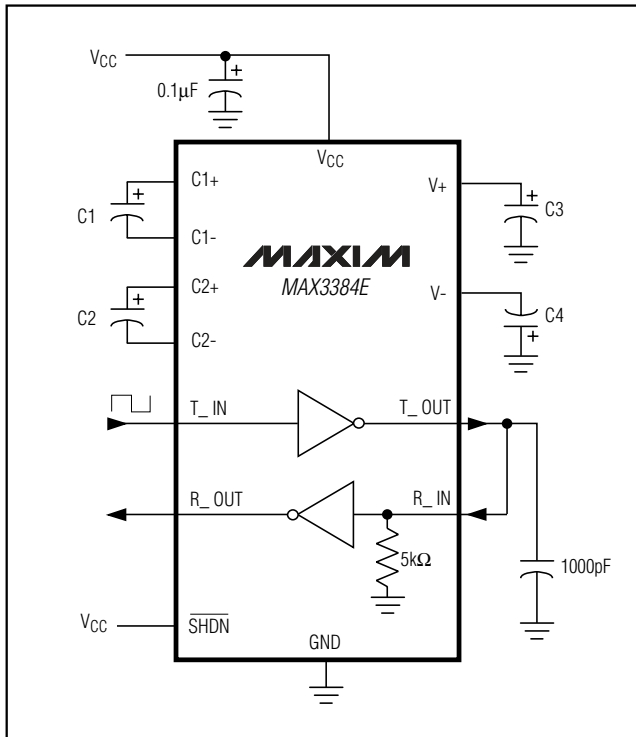 VCC
0.1µF
VCC
C1+
V+
C1
C3
C1-
MAXIM
MAX3384E
C2+
V-
C2
C4
C2-
T_ IN
T_ OUT
R_ OUT
R_ IN
5kΩ
1000pF
VCC
SHDN
GND